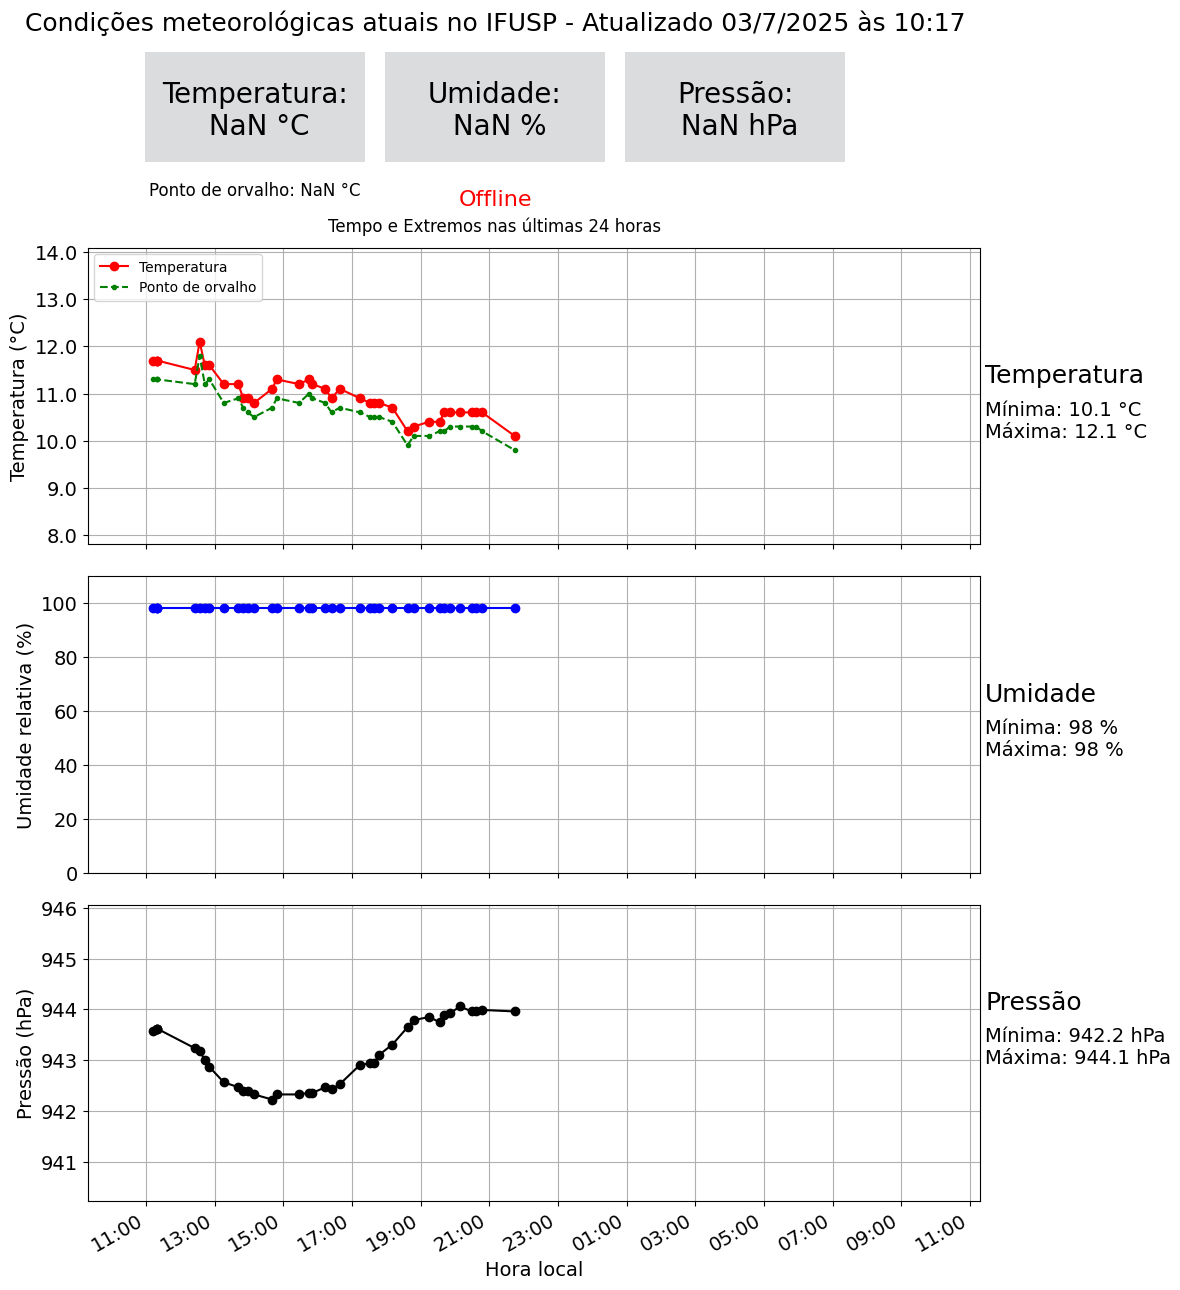 Condições meteorológicas atuais no IFUSP - Atualizado 03/7/2025 às 10:17
Temperatura:
NaN °C
Umidade:
NaN %
Pressão:
NaN hPa
Ponto de orvalho: NaN °C
Offline
Tempo e Extremos nas últimas 24 horas
Temperatura (°C)
14.0
13.0
12.0
11.0
10.0
9.0
8.0
Temperatura
Ponto de orvalho
Temperatura
Mínima: 10.1 °C
Máxima: 12.1 °C
Umidade relativa (%)
100
80
60
40
20
0
Umidade
Mínima: 98 %
Máxima: 98 %
Pressão (hPa)
946
945
944
943
942
941
Pressão
Mínima: 942.2 hPa
Máxima: 944.1 hPa
11:00 13:00 15:00 17:00 19:00 21:00 23:00 01:00 03:00 05:00 07:00 09:00 11:00
Hora local